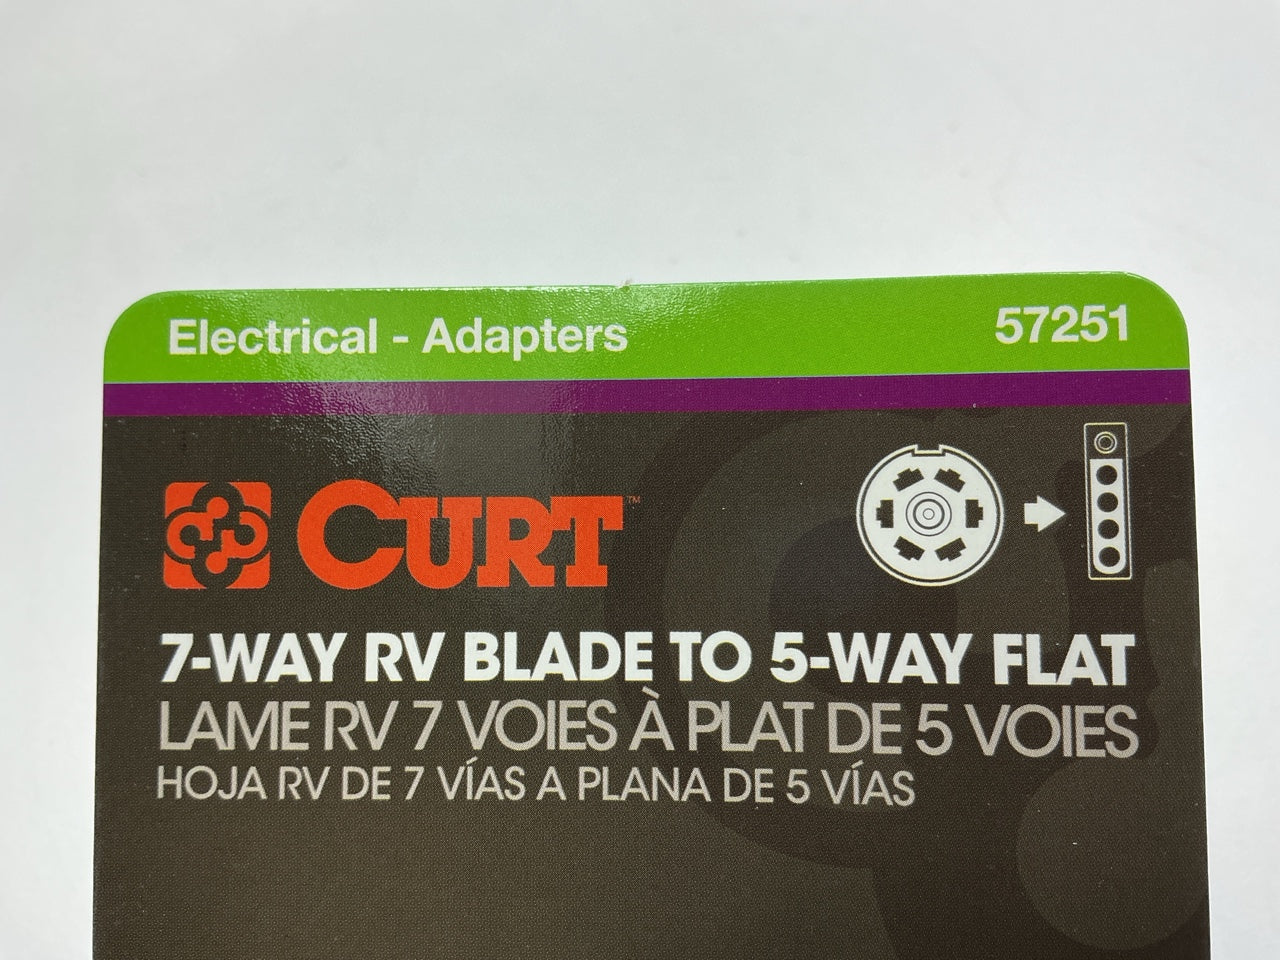 Electrical - Adapters 57251
CURT™
7-WAY RV BLADE TO 5-WAY FLAT
LAME RV 7 VOIES À PLAT DE 5 VOIES
HOJA RV DE 7 VÍAS A PLANA DE 5 VÍAS